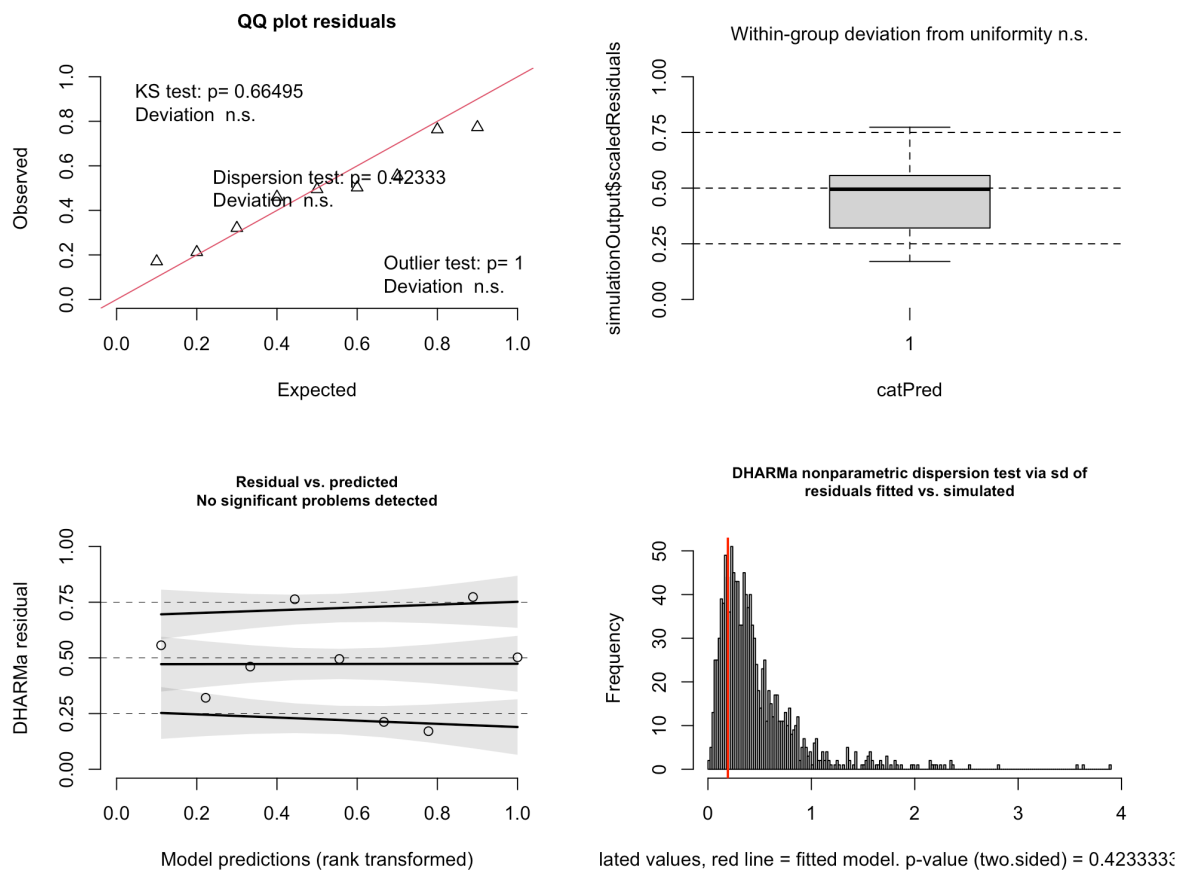 QQ plot residuals
KS test: p= 0.66495
Deviation  n.s.
Dispersion test: p= 0.42333
Deviation  n.s.
Outlier test: p= 1
Deviation  n.s.
Observed
0.0 0.2 0.4 0.6 0.8 1.0
0.0 0.2 0.4 0.6 0.8 1.0
Expected
Within-group deviation from uniformity n.s.
simulationOutput$scaledResiduals
0.00 0.25 0.50 0.75 1.00
1
catPred
Residual vs. predicted
No significant problems detected
DHARMa residual
0.00 0.25 0.50 0.75 1.00
0.0 0.2 0.4 0.6 0.8 1.0
Model predictions (rank transformed)
DHARMa nonparametric dispersion test via sd of
residuals fitted vs. simulated
Frequency
0 10 20 30 40 50
0 1 2 3 4
lated values, red line = fitted model. p-value (two.sided) = 0.4233333